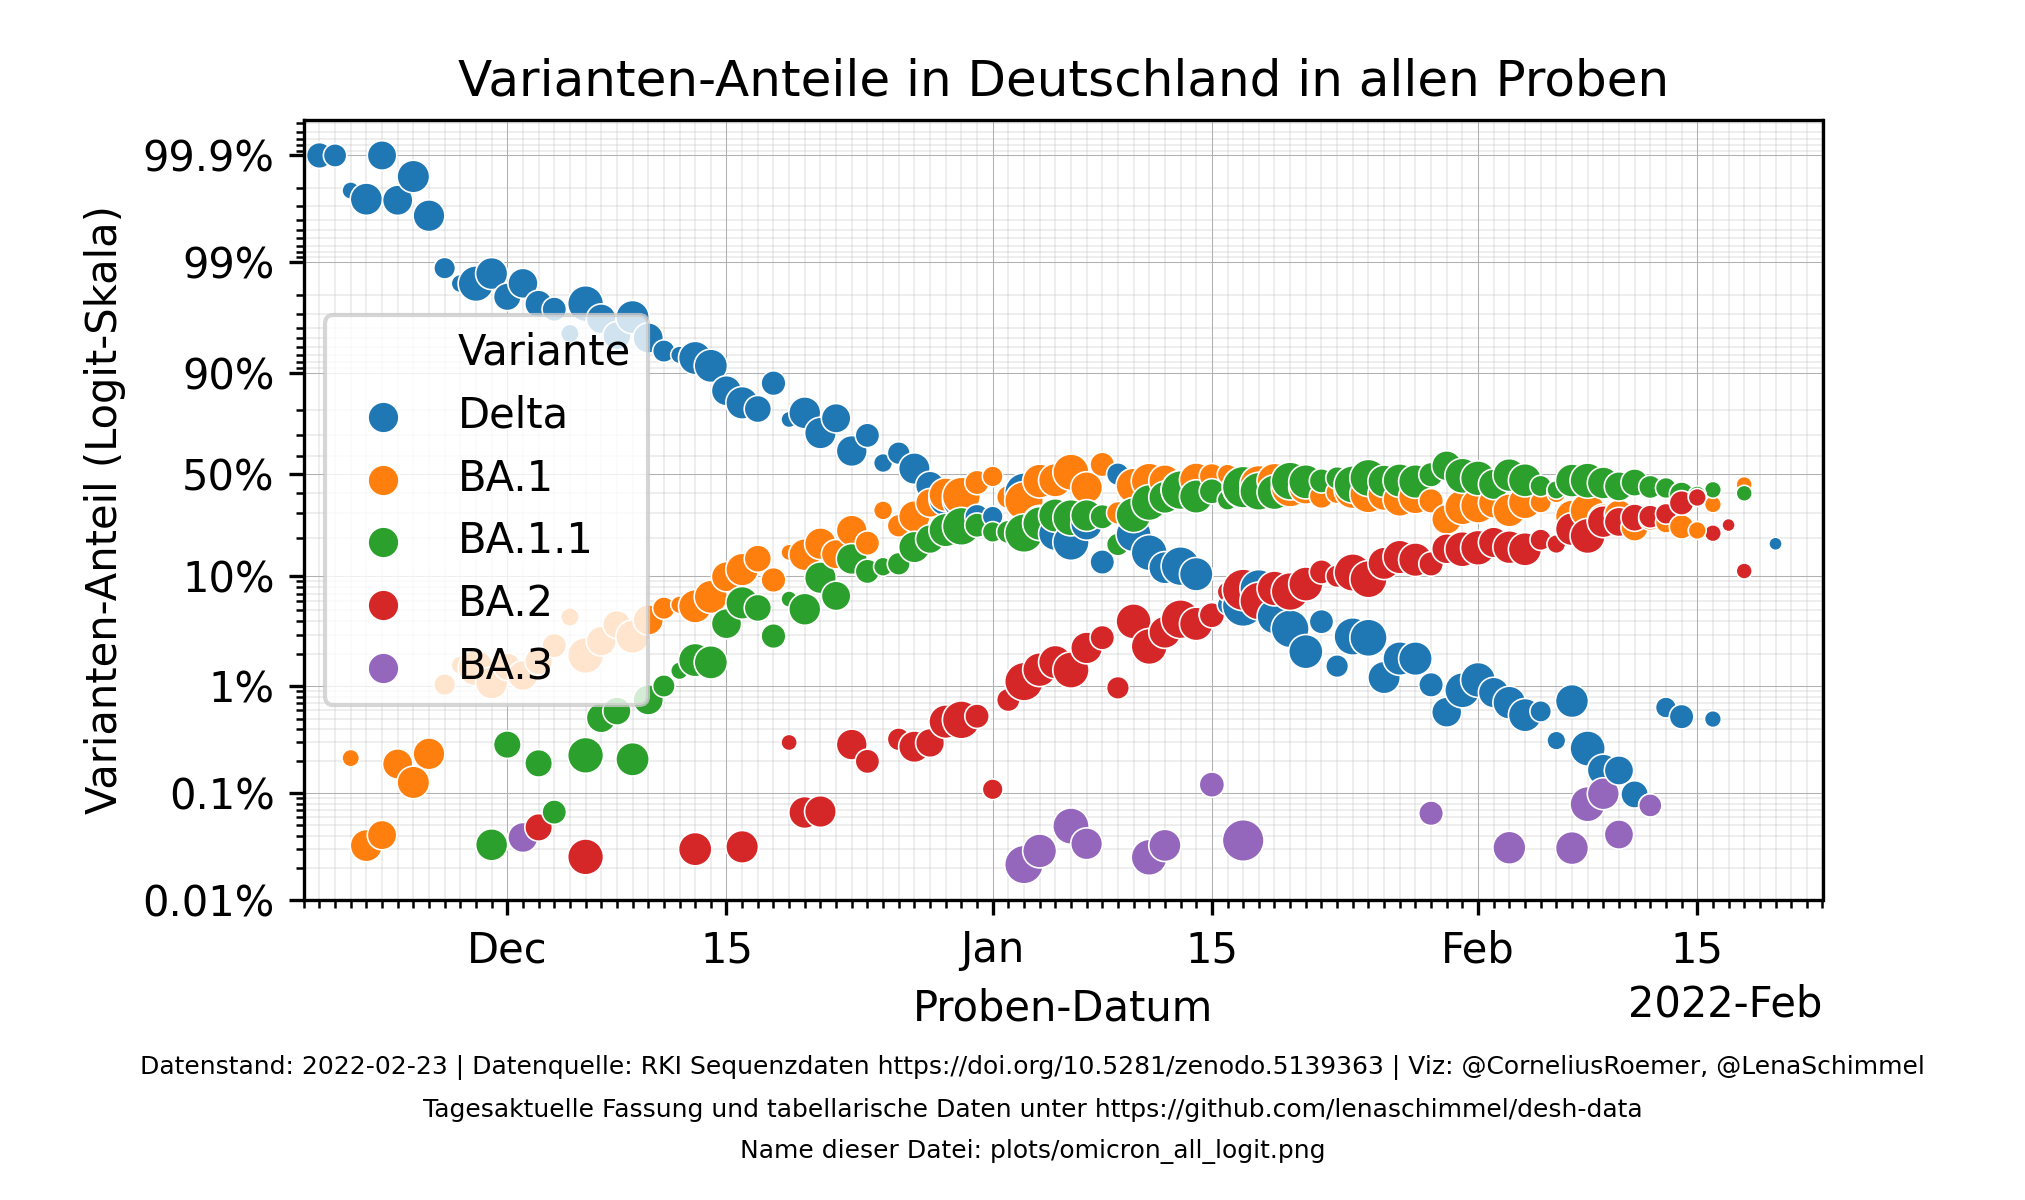 Varianten-Anteile in Deutschland in allen Proben
Varianten-Anteil (Logit-Skala)
99.9%
99%
90%
50%
10%
1%
0.1%
0.01%
Variante
Delta
BA.1
BA.1.1
BA.2
BA.3
Dec 15 Jan 15 Feb 15
Proben-Datum
2022-Feb
Datenstand: 2022-02-23 | Datenquelle: RKI Sequenzdaten https://doi.org/10.5281/zenodo.5139363 | Viz: @CorneliusRoemer, @LenaSchimmel
Tagesaktuelle Fassung und tabellarische Daten unter https://github.com/lenaschimmel/desh-data
Name dieser Datei: plots/omicron_all_logit.png